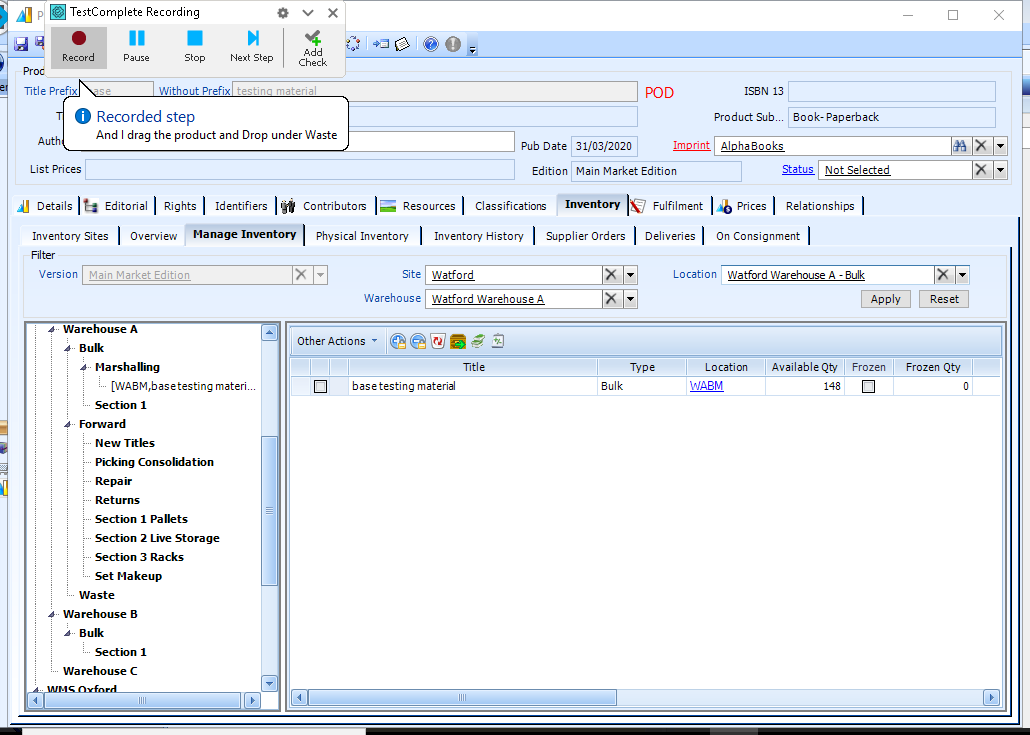 TestComplete Recording
Record
Pause
Stop
Next Step
Add
Check
Recorded step
And I drag the product and Drop under Waste
Title Prefix
Without Prefix
testing material
POD
ISBN 13
Product Sub... Book- Paperback
Pub Date 31/03/2020
Imprint AlphaBooks
List Prices
Edition Main Market Edition
Status Not Selected
Details Editorial Rights Identifiers Contributors Resources Classifications Inventory Fulfilment Prices Relationships
Inventory Sites Overview Manage Inventory Physical Inventory Inventory History Supplier Orders Deliveries On Consignment
Filter
Version Main Market Edition
Site Watford
Location Watford Warehouse A - Bulk
Warehouse Watford Warehouse A
Apply Reset
Warehouse A
Bulk
Marshalling
[WABM,base testing materi...
Section 1
Forward
New Titles
Picking Consolidation
Repair
Returns
Section 1 Pallets
Section 2 Live Storage
Section 3 Racks
Set Makeup
Waste
Warehouse B
Bulk
Section 1
Warehouse C
WMS Oxford
Other Actions
Title Type Location Available Qty Frozen Frozen Qty
base testing material Bulk WABM 148 0